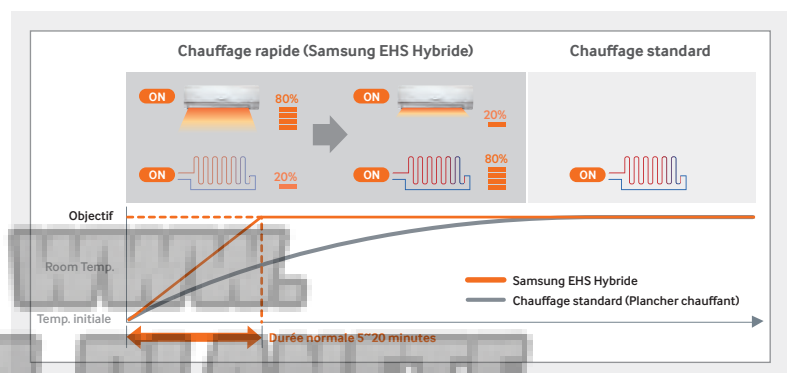 Chauffage rapide (Samsung EHS Hybride)
Chauffage standard
ON
80%
ON
20%
ON
20%
ON
80%
ON
Objectif
Room Temp.
Temp. initiale
Samsung EHS Hybride
Chauffage standard (Plancher chauffant)
Durée normale 5~20 minutes